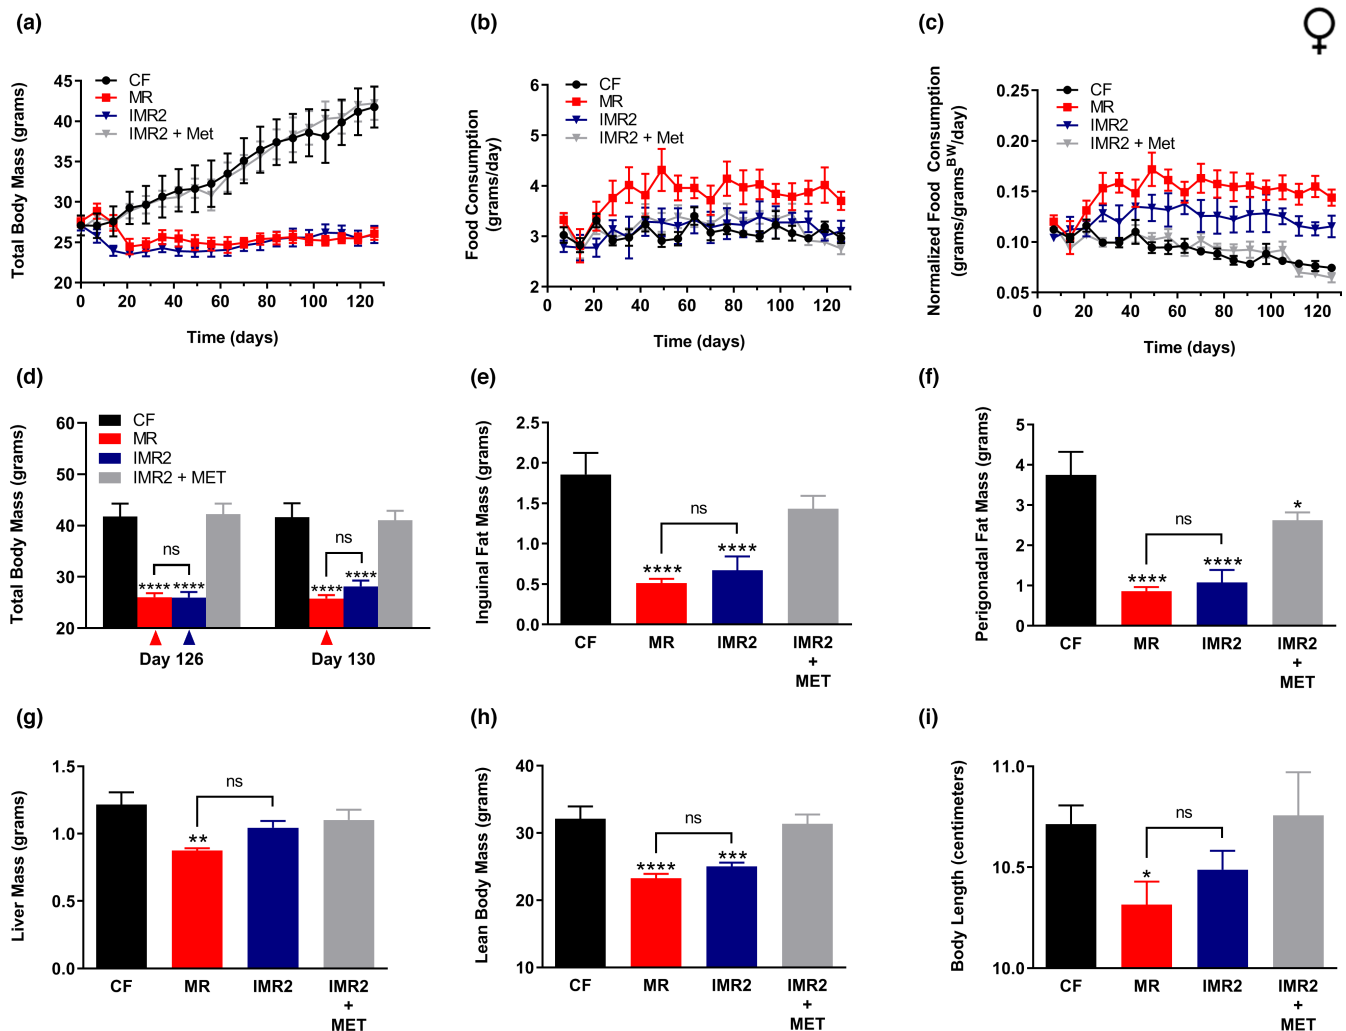 (a)
Total Body Mass (grams)
45
40
35
30
25
20
CF
MR
IMR2
IMR2 + Met
0 20 40 60 80 100 120
Time (days)
(b)
Food Consumption
(grams/day)
6
5
4
3
2
CF
MR
IMR2
IMR2 + Met
0 20 40 60 80 100 120
Time (days)
(c)
♀
Normalized Food Consumption
(grams/grams^BW/day)
0.25
0.20
0.15
0.10
0.05
CF
MR
IMR2
IMR2 + Met
0 20 40 60 80 100 120
Time (days)
(d)
Total Body Mass (grams)
60
50
40
30
20
CF
MR
IMR2
IMR2 + MET
ns
**** ****
ns
****
****
Day 126 Day 130
(e)
Inguinal Fat Mass (grams)
2.5
2.0
1.5
1.0
0.5
0.0
ns
****
****
CF MR IMR2 IMR2
+
MET
(f)
Perigonadal Fat Mass (grams)
5
4
3
2
1
0
ns
*
****
****
CF MR IMR2 IMR2
+
MET
(g)
Liver Mass (grams)
1.5
1.0
0.5
0.0
ns
**
CF MR IMR2 IMR2
+
MET
(h)
Lean Body Mass (grams)
40
30
20
10
ns
****
***
CF MR IMR2 IMR2
+
MET
(i)
Body Length (centimeters)
11.0
10.5
10.0
ns
*
CF MR IMR2 IMR2
+
MET